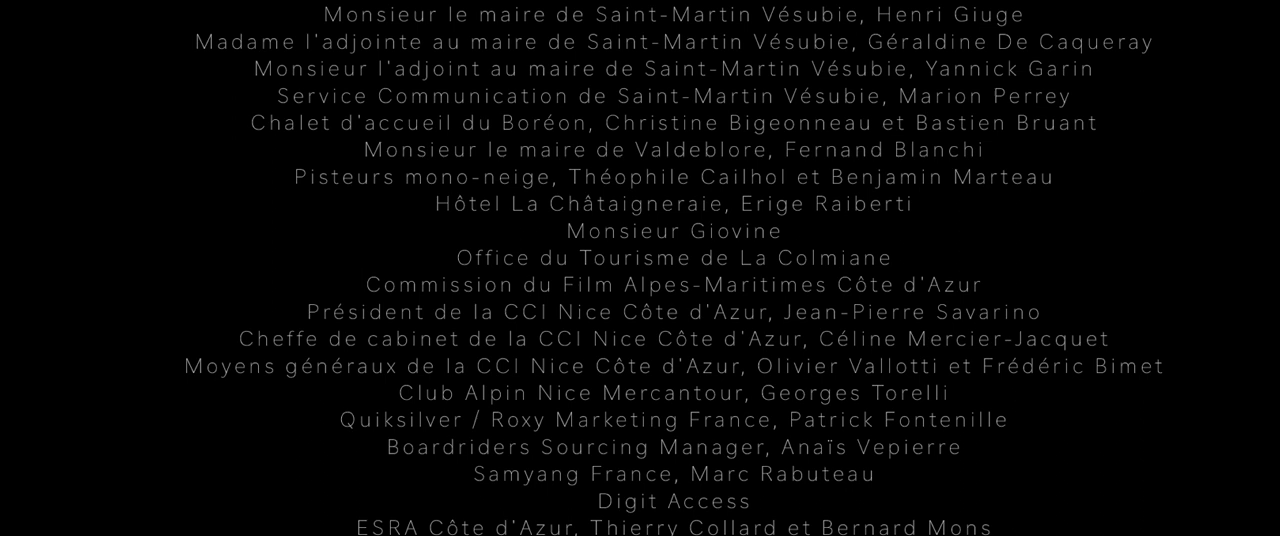 Monsieur le maire de Saint-Martin Vésubie, Henri Giuge
Madame l'adjointe au maire de Saint-Martin Vésubie, Géraldine De Caqueray
Monsieur l'adjoint au maire de Saint-Martin Vésubie, Yannick Garin
Service Communication de Saint-Martin Vésubie, Marion Perrey
Chalet d'accueil du Boréon, Christine Bigeonneau et Bastien Bruant
Monsieur le maire de Valdeblore, Fernand Blanchi
Pisteurs mono-neige, Théophile Cailhol et Benjamin Marteau
Hôtel La Châtaigneraie, Erige Raiberti
Monsieur Giovine
Office du Tourisme de La Colmiane
Commission du Film Alpes-Maritimes Côte d'Azur
Président de la CCI Nice Côte d'Azur, Jean-Pierre Savarino
Cheffe de cabinet de la CCI Nice Côte d'Azur, Céline Mercier-Jacquet
Moyens généraux de la CCI Nice Côte d'Azur, Olivier Vallotti et Frédéric Bimet
Club Alpin Nice Mercantour, Georges Torelli
Quiksilver / Roxy Marketing France, Patrick Fontenille
Boardriders Sourcing Manager, Anaïs Vepierre
Samyang France, Marc Rabuteau
Digit Access
ESRA Côte d'Azur, Thierry Collard et Bernard Mons